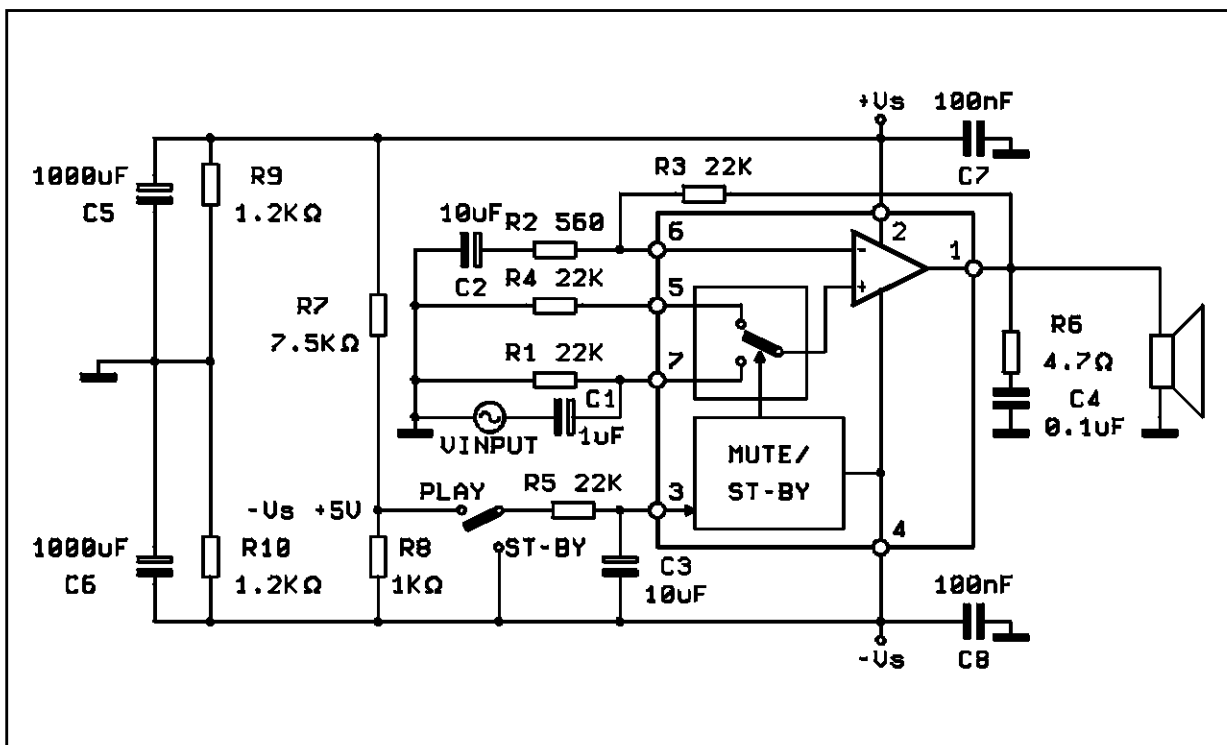 +Vs
100nF
C7
1000uF
C5
R9
1.2KΩ
R3 22K
10uF
C2
R2 560
6
2
1
-
+
R4 22K
5
R7
7.5KΩ
R1 22K
7
C1
1uF
VINPUT
R6
4.7Ω
C4
0.1uF
MUTE/
ST-BY
PLAY
R5 22K
3
-Vs +5V
ST-BY
4
1000uF
C6
R10
1.2KΩ
R8
1KΩ
C3
10uF
100nF
C8
-Vs